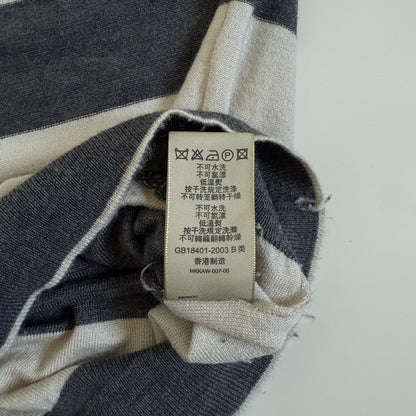 不可水洗
不可氯漂
低温熨
按干洗规定洗涤
不可转笼翻转干燥
不可水洗
不可氯漂
低溫熨
按干洗規定洗滌
不可轉籠翻轉幹燥
GB18401-2003 B 类
香港制造
HKKAW-007-06